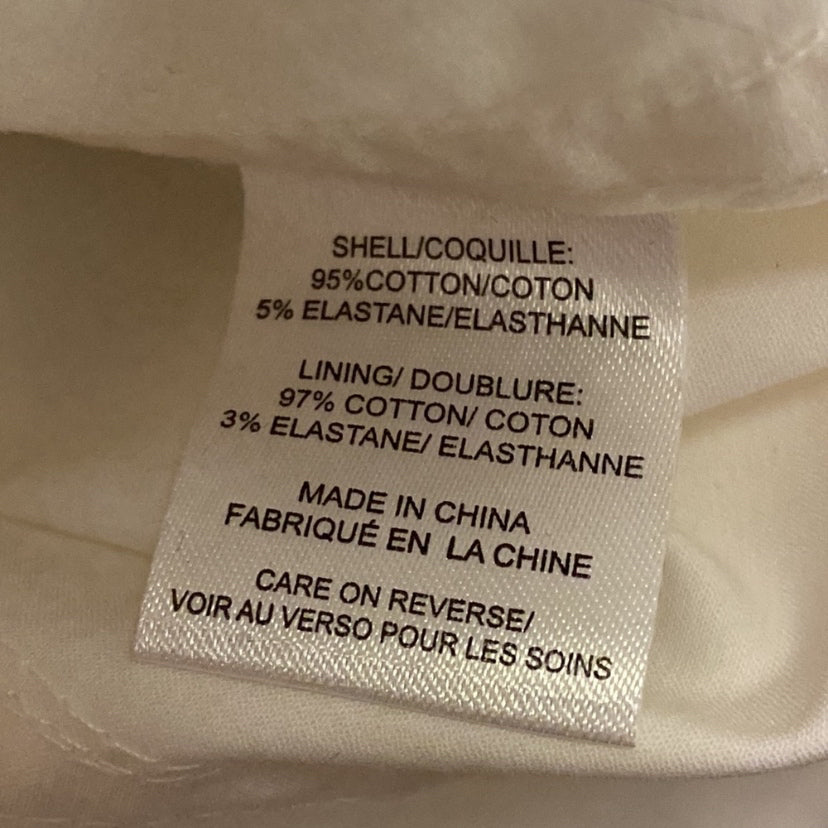 SHELL/COQUILLE:
95%COTTON/COTON
5% ELASTANE/ELASTHANNE
LINING/ DOUBLURE:
97% COTTON/ COTON
3% ELASTANE/ ELASTHANNE
MADE IN CHINA
FABRIQUÉ EN LA CHINE
CARE ON REVERSE/
VOIR AU VERSO POUR LES SOINS